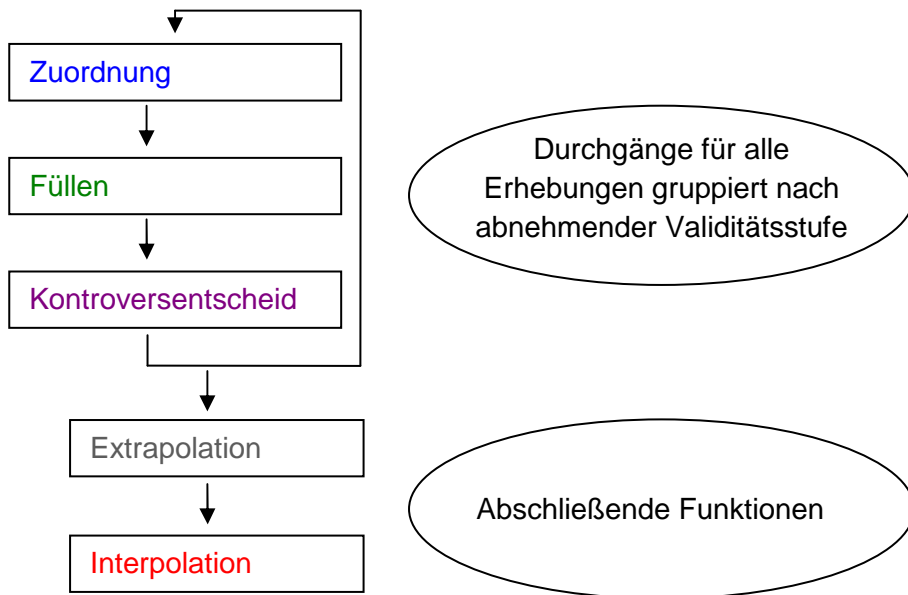 Zuordnung
Füllen
Kontroversentscheid
Durchgänge für alle
Erhebungen gruppiert nach
abnehmender Validitätsstufe
Extrapolation
Interpolation
Abschließende Funktionen